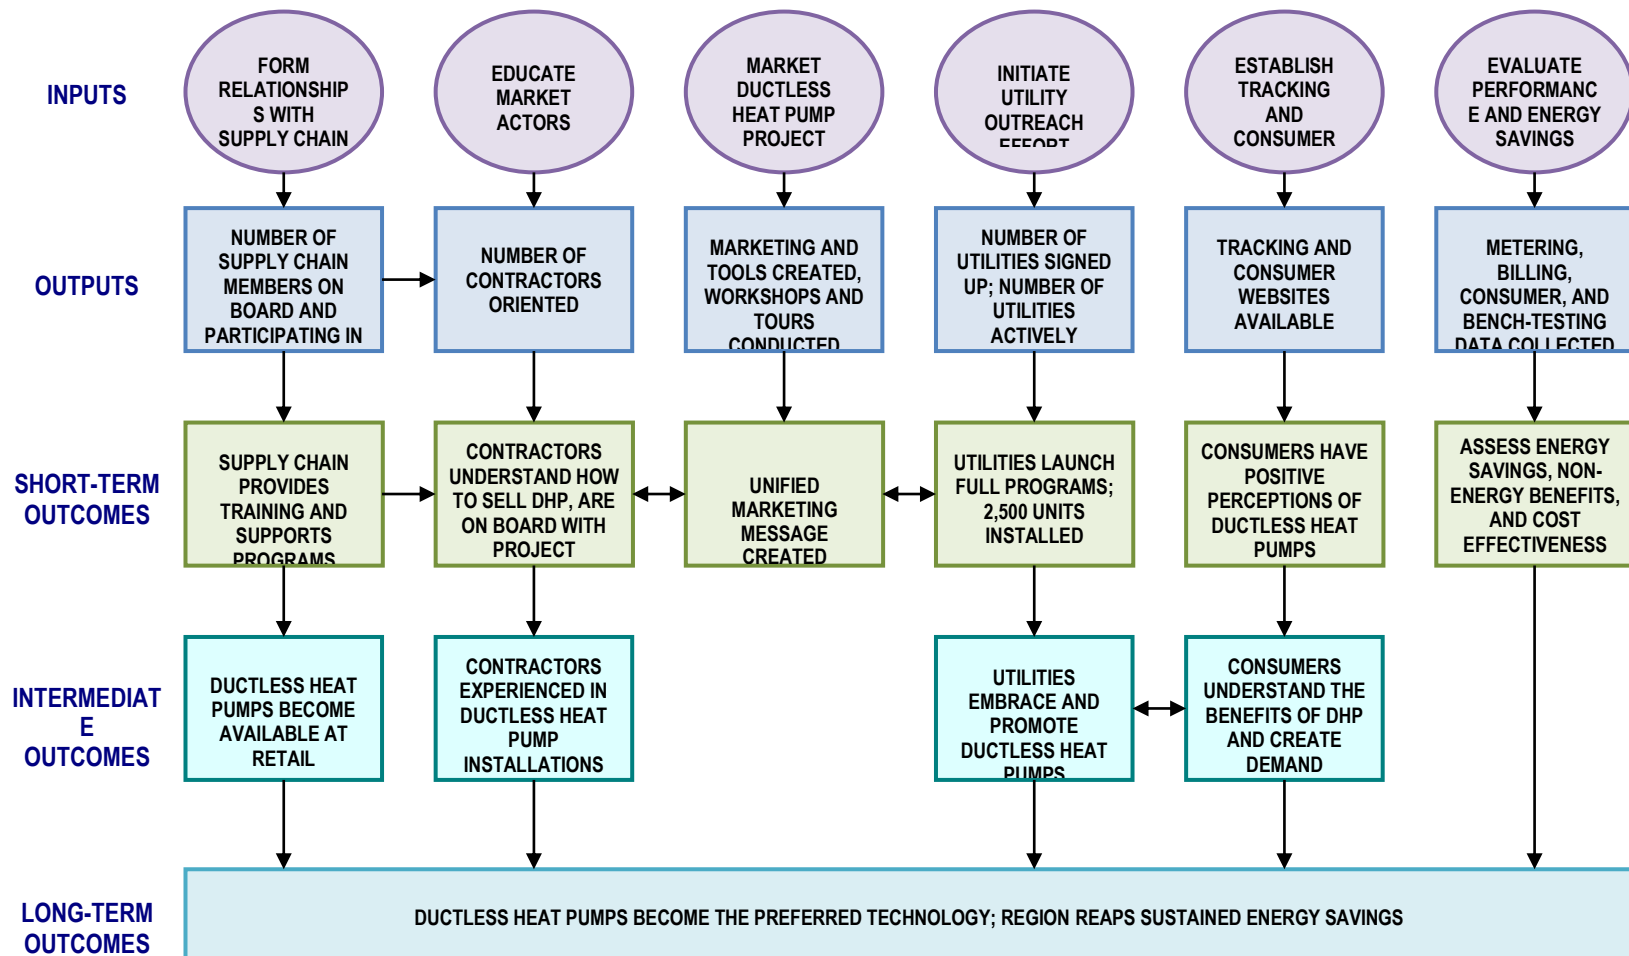 INPUTS
FORM
RELATIONSHIP
S WITH
SUPPLY CHAIN
EDUCATE
MARKET
ACTORS
MARKET
DUCTLESS
HEAT PUMP
PROJECT
INITIATE
UTILITY
OUTREACH
EFFORT
ESTABLISH
TRACKING
AND
CONSUMER
EVALUATE
PERFORMANC
E AND ENERGY
SAVINGS
OUTPUTS
NUMBER OF
SUPPLY CHAIN
MEMBERS ON
BOARD AND
PARTICIPATING IN
NUMBER OF
CONTRACTORS
ORIENTED
MARKETING AND
TOOLS CREATED,
WORKSHOPS AND
TOURS
CONDUCTED
NUMBER OF
UTILITIES SIGNED
UP; NUMBER OF
UTILITIES
ACTIVELY
TRACKING AND
CONSUMER
WEBSITES
AVAILABLE
METERING,
BILLING,
CONSUMER, AND
BENCH-TESTING
DATA COLLECTED
SHORT-TERM
OUTCOMES
SUPPLY CHAIN
PROVIDES
TRAINING AND
SUPPORTS
PROGRAMS
CONTRACTORS
UNDERSTAND HOW
TO SELL DHP, ARE
ON BOARD WITH
PROJECT
UNIFIED
MARKETING
MESSAGE
CREATED
UTILITIES LAUNCH
FULL PROGRAMS;
2,500 UNITS
INSTALLED
CONSUMERS HAVE
POSITIVE
PERCEPTIONS OF
DUCTLESS HEAT
PUMPS
ASSESS ENERGY
SAVINGS, NON-
ENERGY BENEFITS,
AND COST
EFFECTIVENESS
INTERMEDIAT
E
OUTCOMES
DUCTLESS HEAT
PUMPS BECOME
AVAILABLE AT
RETAIL
CONTRACTORS
EXPERIENCED IN
DUCTLESS HEAT
PUMP
INSTALLATIONS
UTILITIES
EMBRACE AND
PROMOTE
DUCTLESS HEAT
PUMPS
CONSUMERS
UNDERSTAND THE
BENEFITS OF DHP
AND CREATE
DEMAND
LONG-TERM
OUTCOMES
DUCTLESS HEAT PUMPS BECOME THE PREFERRED TECHNOLOGY; REGION REAPS SUSTAINED ENERGY SAVINGS